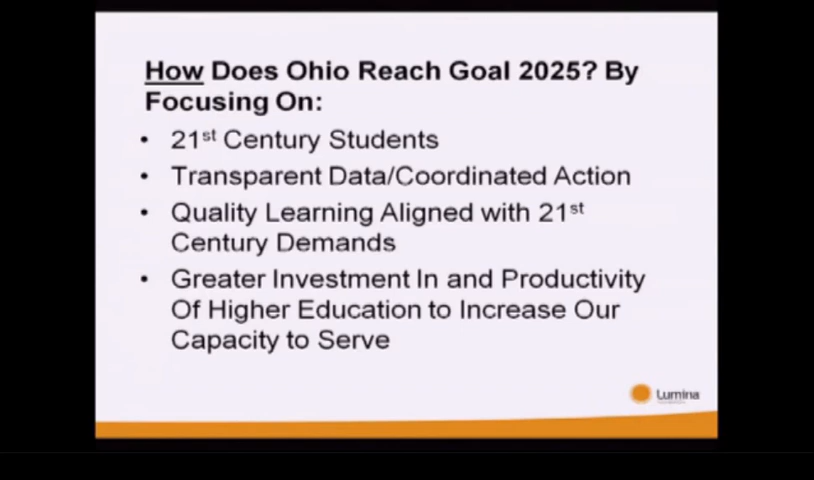 How Does Ohio Reach Goal 2025? By
Focusing On:
• 21st Century Students
• Transparent Data/Coordinated Action
• Quality Learning Aligned with 21st
Century Demands
• Greater Investment In and Productivity
Of Higher Education to Increase Our
Capacity to Serve
Lumina